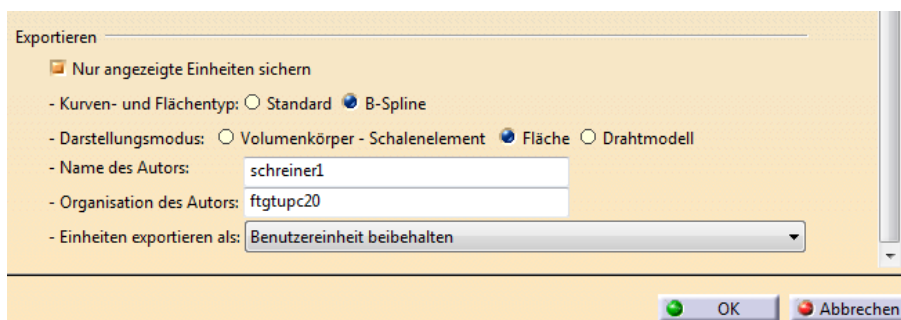 Exportieren
Nur angezeigte Einheiten sichern
- Kurven- und Flächentyp: Standard B-Spline
- Darstellungsmodus: Volumenkörper - Schalenelement Fläche Drahtmodell
- Name des Autors: schreiner1
- Organisation des Autors: ftgtupc20
- Einheiten exportieren als: Benutzereinheit beibehalten
OK Abbrechen